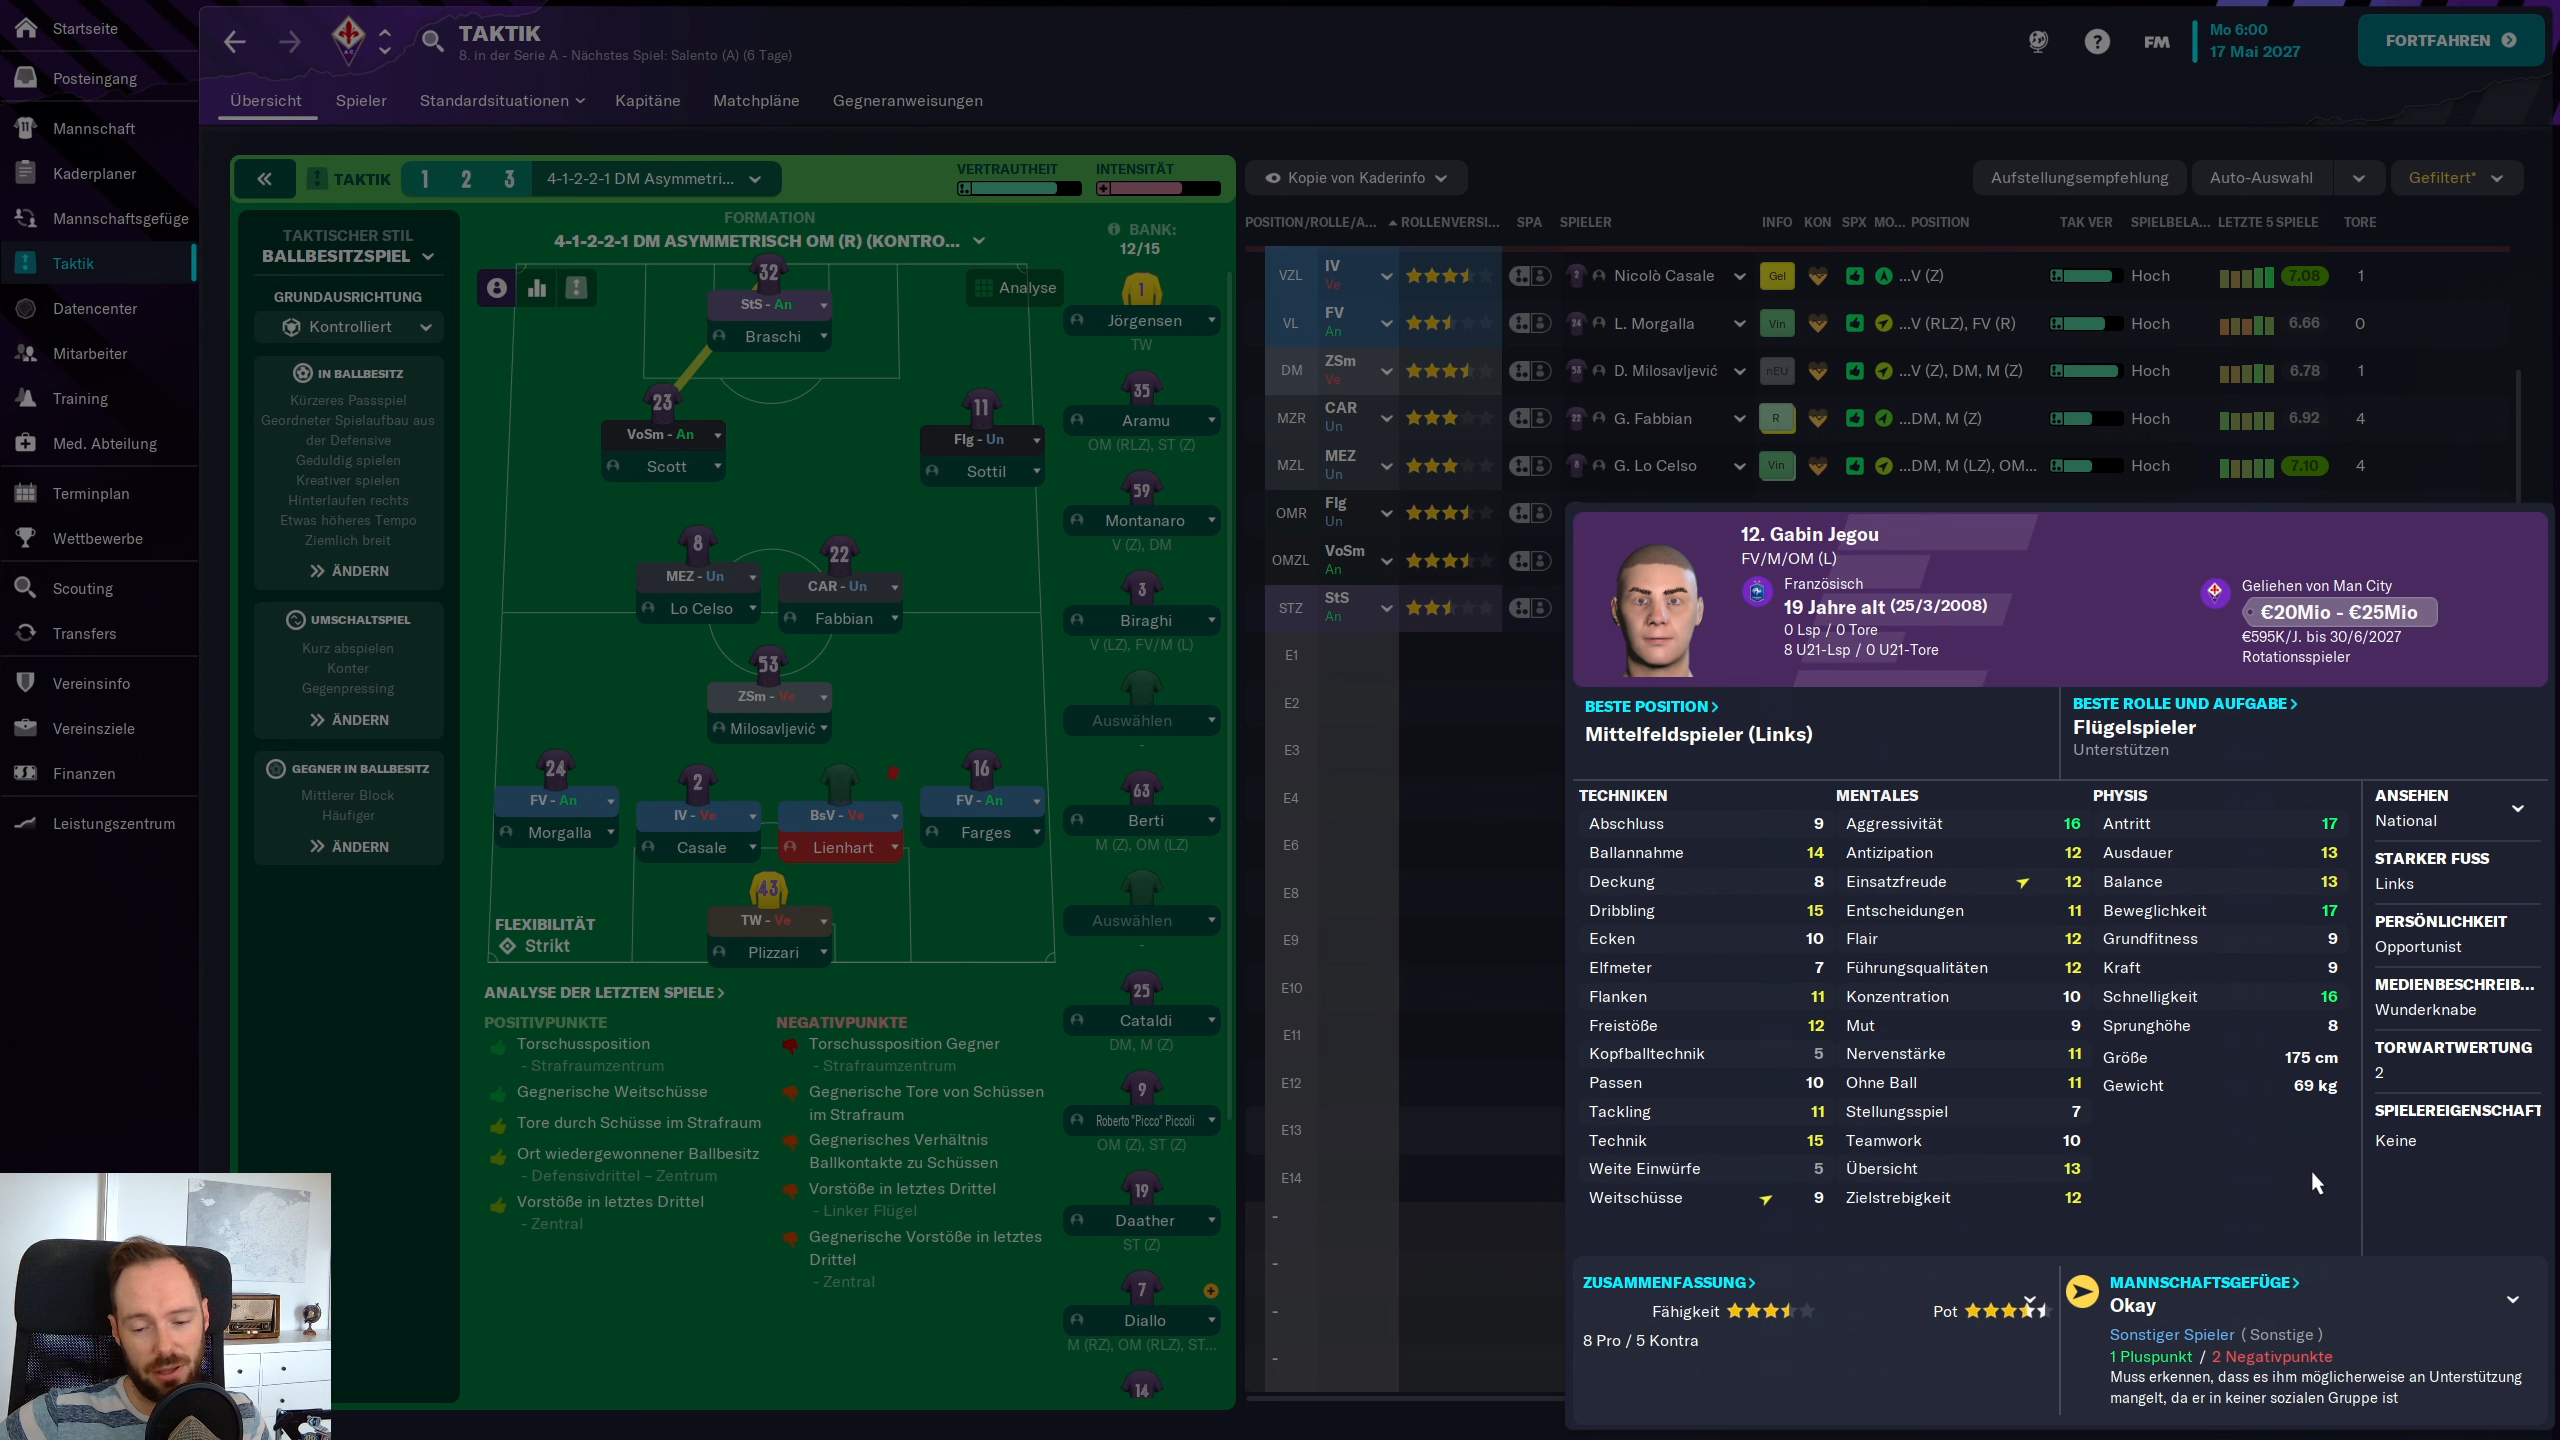 Startseite
Posteingang
Mannschaft
Kaderplaner
Mannschaftsgefüge
Taktik
Datencenter
Mitarbeiter
Training
Med. Abteilung
Terminplan
Wettbewerbe
Scouting
Transfers
Vereinsinfo
Vereinsziele
Finanzen
Leistungszentrum
TAKTIK
8. in der Serie A - Nächstes Spiel: Salento (A) (6 Tage)
FM
Mo 6:00
17 Mai 2027
FORTFAHREN
Übersicht
Spieler
Standardsituationen
Kapitäne
Matchpläne
Gegneranweisungen
TAKTIK
1 2 3
4-1-2-2-1 DM Asymmetri...
VERTRAUTHEIT
INTENSITÄT
TAKTISCHER STIL
BALLBESITZSPIEL
GRUNDAUSRICHTUNG
Kontrolliert
IN BALLBESITZ
Kürzeres Passspiel
Geordneter Spielaufbau aus
der Defensive
Geduldig spielen
Kreativer spielen
Hinterlaufen rechts
Etwas höheres Tempo
Ziemlich breit
ÄNDERN
UMSCHALTSPIEL
Kurz abspielen
Konter
Gegenpressing
ÄNDERN
GEGNER IN BALLBESITZ
Mittlerer Block
Häufiger
ÄNDERN
FORMATION
4-1-2-2-1 DM ASYMMETRISCH OM (R) (KONTRO...
Analyse
32
StS - An
Braschi
23
VoSm - An
Scott
11
Flg - Un
Sottil
8
MEZ - Un
Lo Celso
22
CAR - Un
Fabbian
53
ZSm - Ve
Milosavljević
24
FV - An
Morgalla
2
IV - Ve
Casale
BsV - Ve
Lienhart
16
FV - An
Farges
43
TW - Ve
Plizzari
FLEXIBILITÄT
Strikt
BANK:
12/15
1
Jörgensen
TW
35
Aramu
OM (RLZ), ST (Z)
59
Montanaro
V (Z), DM
3
Biraghi
V (LZ), FV/M (L)
Auswählen
-
63
Berti
M (Z), OM (LZ)
Auswählen
-
25
Cataldi
DM, M (Z)
9
Roberto "Picco" Piccoli
OM (Z), ST (Z)
19
Daather
ST (Z)
7
Diallo
M (RZ), OM (RLZ), ST...
14
ANALYSE DER LETZTEN SPIELE
POSITIVPUNKTE
Torschussposition
- Strafraumzentrum
Gegnerische Weitschüsse
Tore durch Schüsse im Strafraum
Ort wiedergewonnener Ballbesitz
- Defensivdrittel – Zentrum
Vorstöße in letztes Drittel
- Zentral
NEGATIVPUNKTE
Torschussposition Gegner
- Strafraumzentrum
Gegnerische Tore von Schüssen
im Strafraum
Gegnerisches Verhältnis
Ballkontakte zu Schüssen
Vorstöße in letztes Drittel
- Linker Flügel
Gegnerische Vorstöße in letztes
Drittel
- Zentral
Kopie von Kaderinfo
Aufstellungsempfehlung
Auto-Auswahl
Gefiltert*
POSITION/ROLLE/A... ROLLENVERSI... SPA SPIELER INFO KON SPX MO... POSITION TAK VER SPIELBELA... LETZTE 5 SPIELE TORE
VZL IV Ve 2 Nicolò Casale Gel ...V (Z) Hoch 7.08 1
VL FV An 24 L. Morgalla Vin ...V (RLZ), FV (R) Hoch 6.66 0
DM ZSm Ve 53 D. Milosavljević nEU ...V (Z), DM, M (Z) Hoch 6.78 1
MZR CAR Un 22 G. Fabbian R ...DM, M (Z) Hoch 6.92 4
MZL MEZ Un 8 G. Lo Celso Vin ...DM, M (LZ), OM... Hoch 7.10 4
OMR Flg Un
OMZL VoSm An
STZ StS An
E1
E2
E3
E4
E6
E8
E9
E10
E11
E12
E13
E14
-
-
-
-
12. Gabin Jegou
FV/M/OM (L)
Französisch
19 Jahre alt (25/3/2008)
0 Lsp / 0 Tore
8 U21-Lsp / 0 U21-Tore
Geliehen von Man City
€20Mio - €25Mio
€595K/J. bis 30/6/2027
Rotationsspieler
BESTE POSITION
Mittelfeldspieler (Links)
BESTE ROLLE UND AUFGABE
Flügelspieler
Unterstützen
TECHNIKEN
Abschluss 9
Ballannahme 14
Deckung 8
Dribbling 15
Ecken 10
Elfmeter 7
Flanken 11
Freistöße 12
Kopfballtechnik 5
Passen 10
Tackling 11
Technik 15
Weite Einwürfe 5
Weitschüsse 9
MENTALES
Aggressivität 16
Antizipation 12
Einsatzfreude 12
Entscheidungen 11
Flair 12
Führungsqualitäten 12
Konzentration 10
Mut 9
Nervenstärke 11
Ohne Ball 11
Stellungsspiel 7
Teamwork 10
Übersicht 13
Zielstrebigkeit 12
PHYSIS
Antritt 17
Ausdauer 13
Balance 13
Beweglichkeit 17
Grundfitness 9
Kraft 9
Schnelligkeit 16
Sprunghöhe 8
Größe 175 cm
Gewicht 69 kg
ANSEHEN
National
STARKER FUSS
Links
PERSÖNLICHKEIT
Opportunist
MEDIENBESCHREIB...
Wunderknabe
TORWARTWERTUNG
2
SPIELEREIGENSCHAFT
Keine
ZUSAMMENFASSUNG
Fähigkeit
Pot
8 Pro / 5 Kontra
MANNSCHAFTSGEFÜGE
Okay
Sonstiger Spieler ( Sonstige )
1 Pluspunkt / 2 Negativpunkte
Muss erkennen, dass es ihm möglicherweise an Unterstützung
mangelt, da er in keiner sozialen Gruppe ist